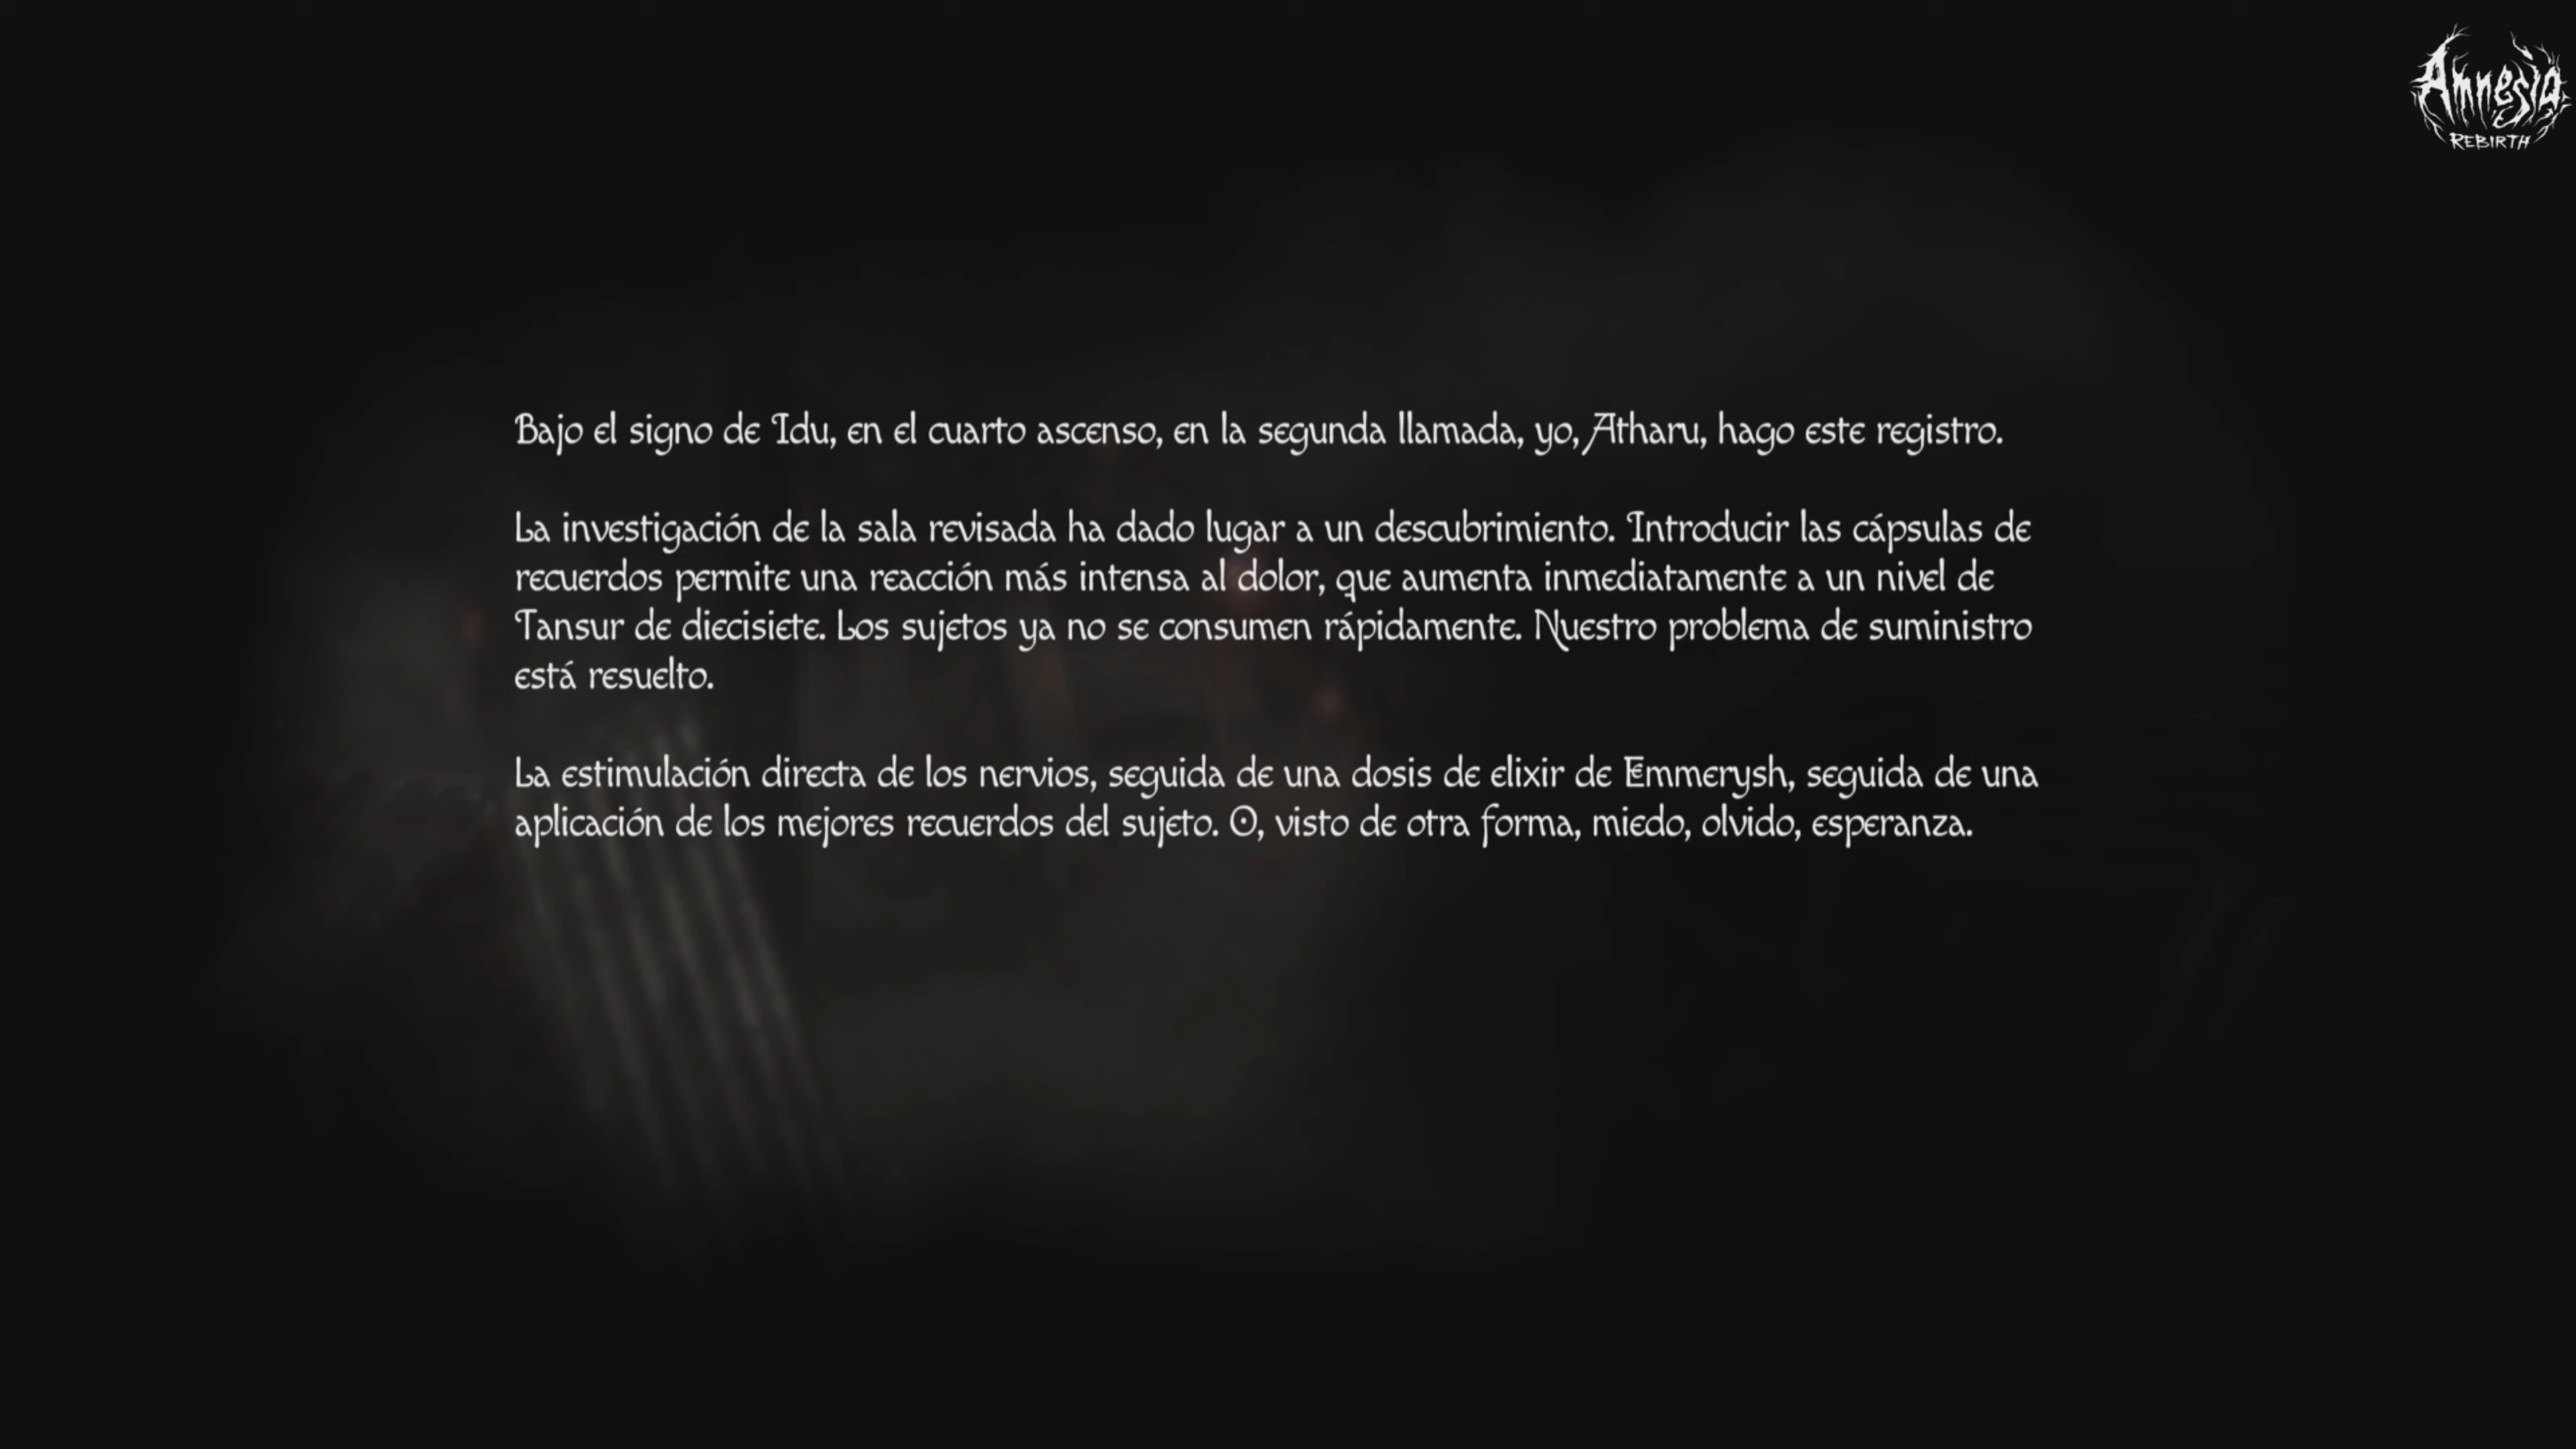 Amnesia
REBIRTH
Bajo el signo de Idu, en el cuarto ascenso, en la segunda llamada, yo, Atharu, hago este registro.
La investigación de la sala revisada ha dado lugar a un descubrimiento. Introducir las cápsulas de
recuerdos permite una reacción más intensa al dolor, que aumenta inmediatamente a un nivel de
Tansur de diecisiete. Los sujetos ya no se consumen rápidamente. Nuestro problema de suministro
está resuelto.
La estimulación directa de los nervios, seguida de una dosis de elixir de Emmerysh, seguida de una
aplicación de los mejores recuerdos del sujeto. O, visto de otra forma, miedo, olvido, esperanza.